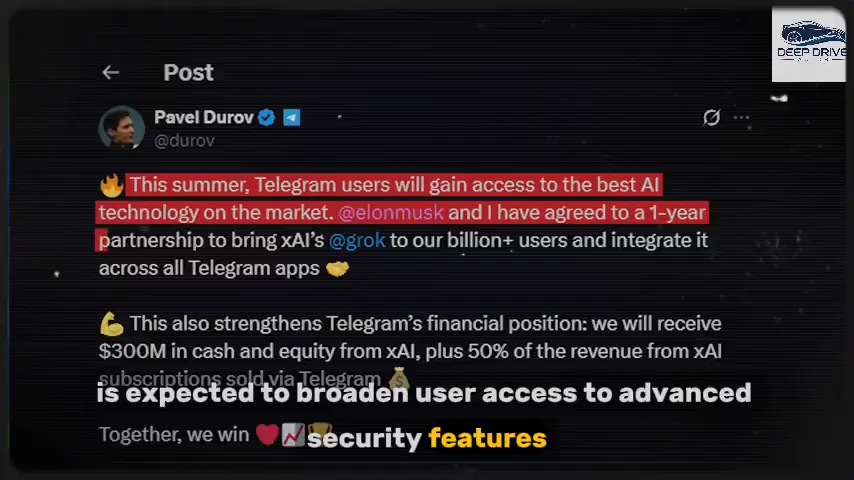 DEEP DRIVE
Post
Pavel Durov
@durov
🔥 This summer, Telegram users will gain access to the best AI
technology on the market. @elonmusk and I have agreed to a 1-year
partnership to bring xAI's @grok to our billion+ users and integrate it
across all Telegram apps 🤝
💪 This also strengthens Telegram's financial position: we will receive
$300M in cash and equity from xAI, plus 50% of the revenue from xAI
subscriptions sold via Telegram 💰
is expected to broaden user access to advanced
Together, we win ❤️📈🏆
security features